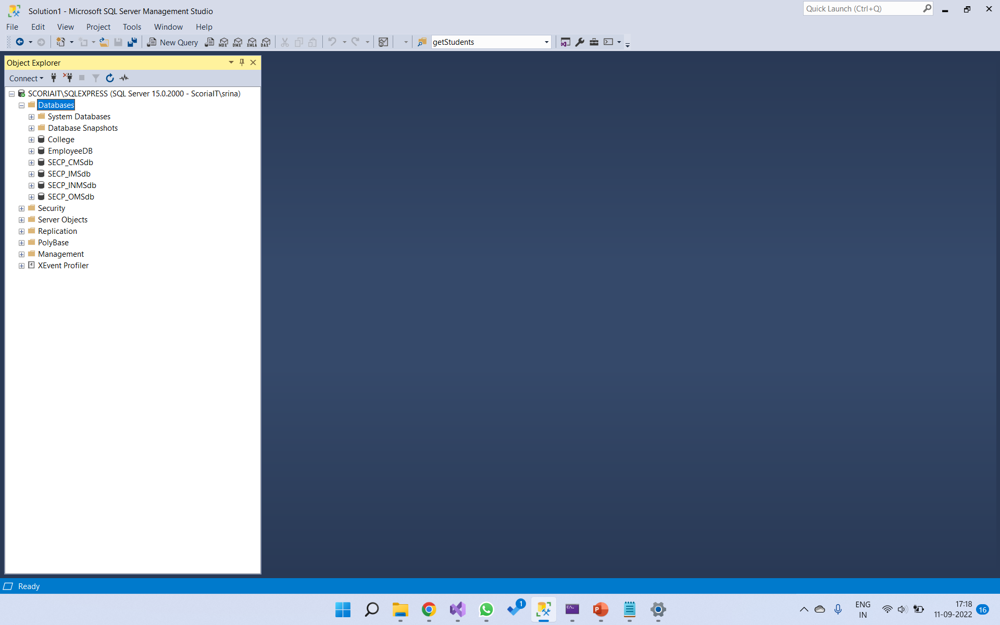 Solution1 - Microsoft SQL Server Management Studio
Quick Launch (Ctrl+Q)
File Edit View Project Tools Window Help
New Query MDX DMX XMLA DAX getStudents
Object Explorer
Connect
SCORIAIT\SQLEXPRESS (SQL Server 15.0.2000 - ScoriaIT\srina)
Databases
System Databases
Database Snapshots
College
EmployeeDB
SECP_CMSdb
SECP_IMSdb
SECP_INMSdb
SECP_OMSdb
Security
Server Objects
Replication
PolyBase
Management
XEvent Profiler
Ready
1
ENG
IN
17:18
11-09-2022
16